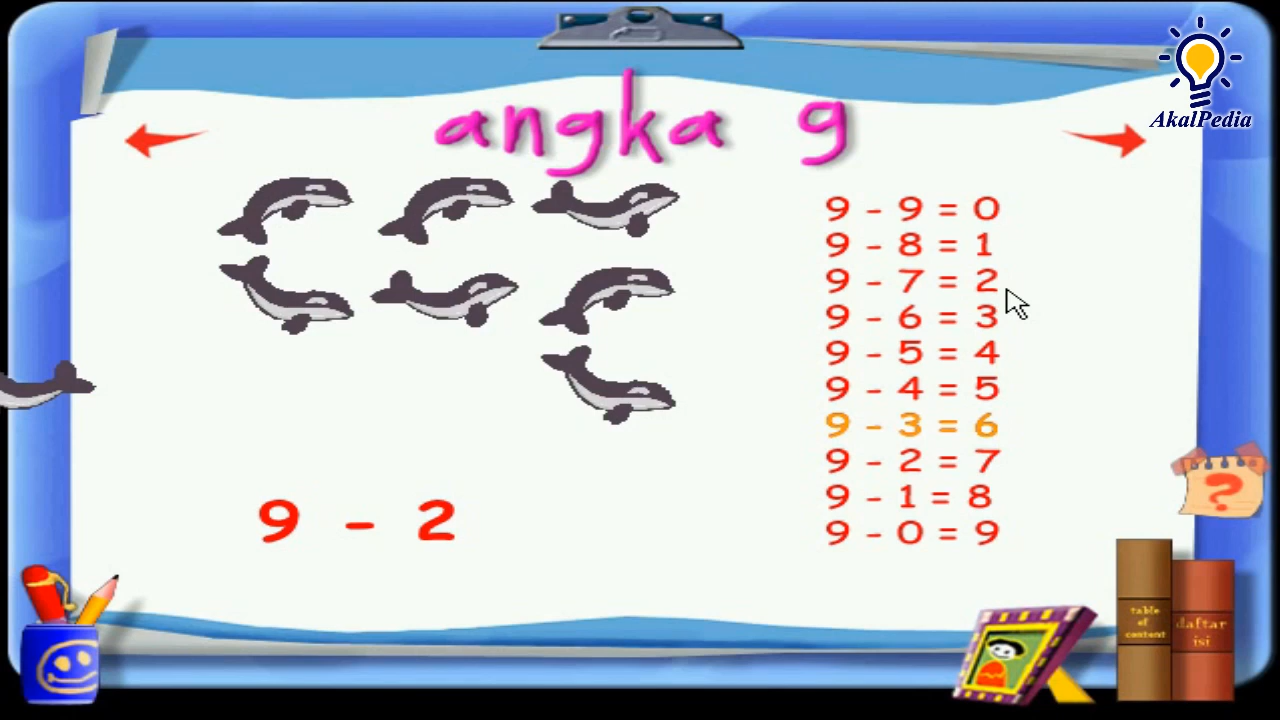 AkalPedia
angka 9
9 - 9 = 0
9 - 8 = 1
9 - 7 = 2
9 - 6 = 3
9 - 5 = 4
9 - 4 = 5
9 - 3 = 6
9 - 2 = 7
9 - 1 = 8
9 - 0 = 9
9 - 2
?
table
of
content
daftar
isi